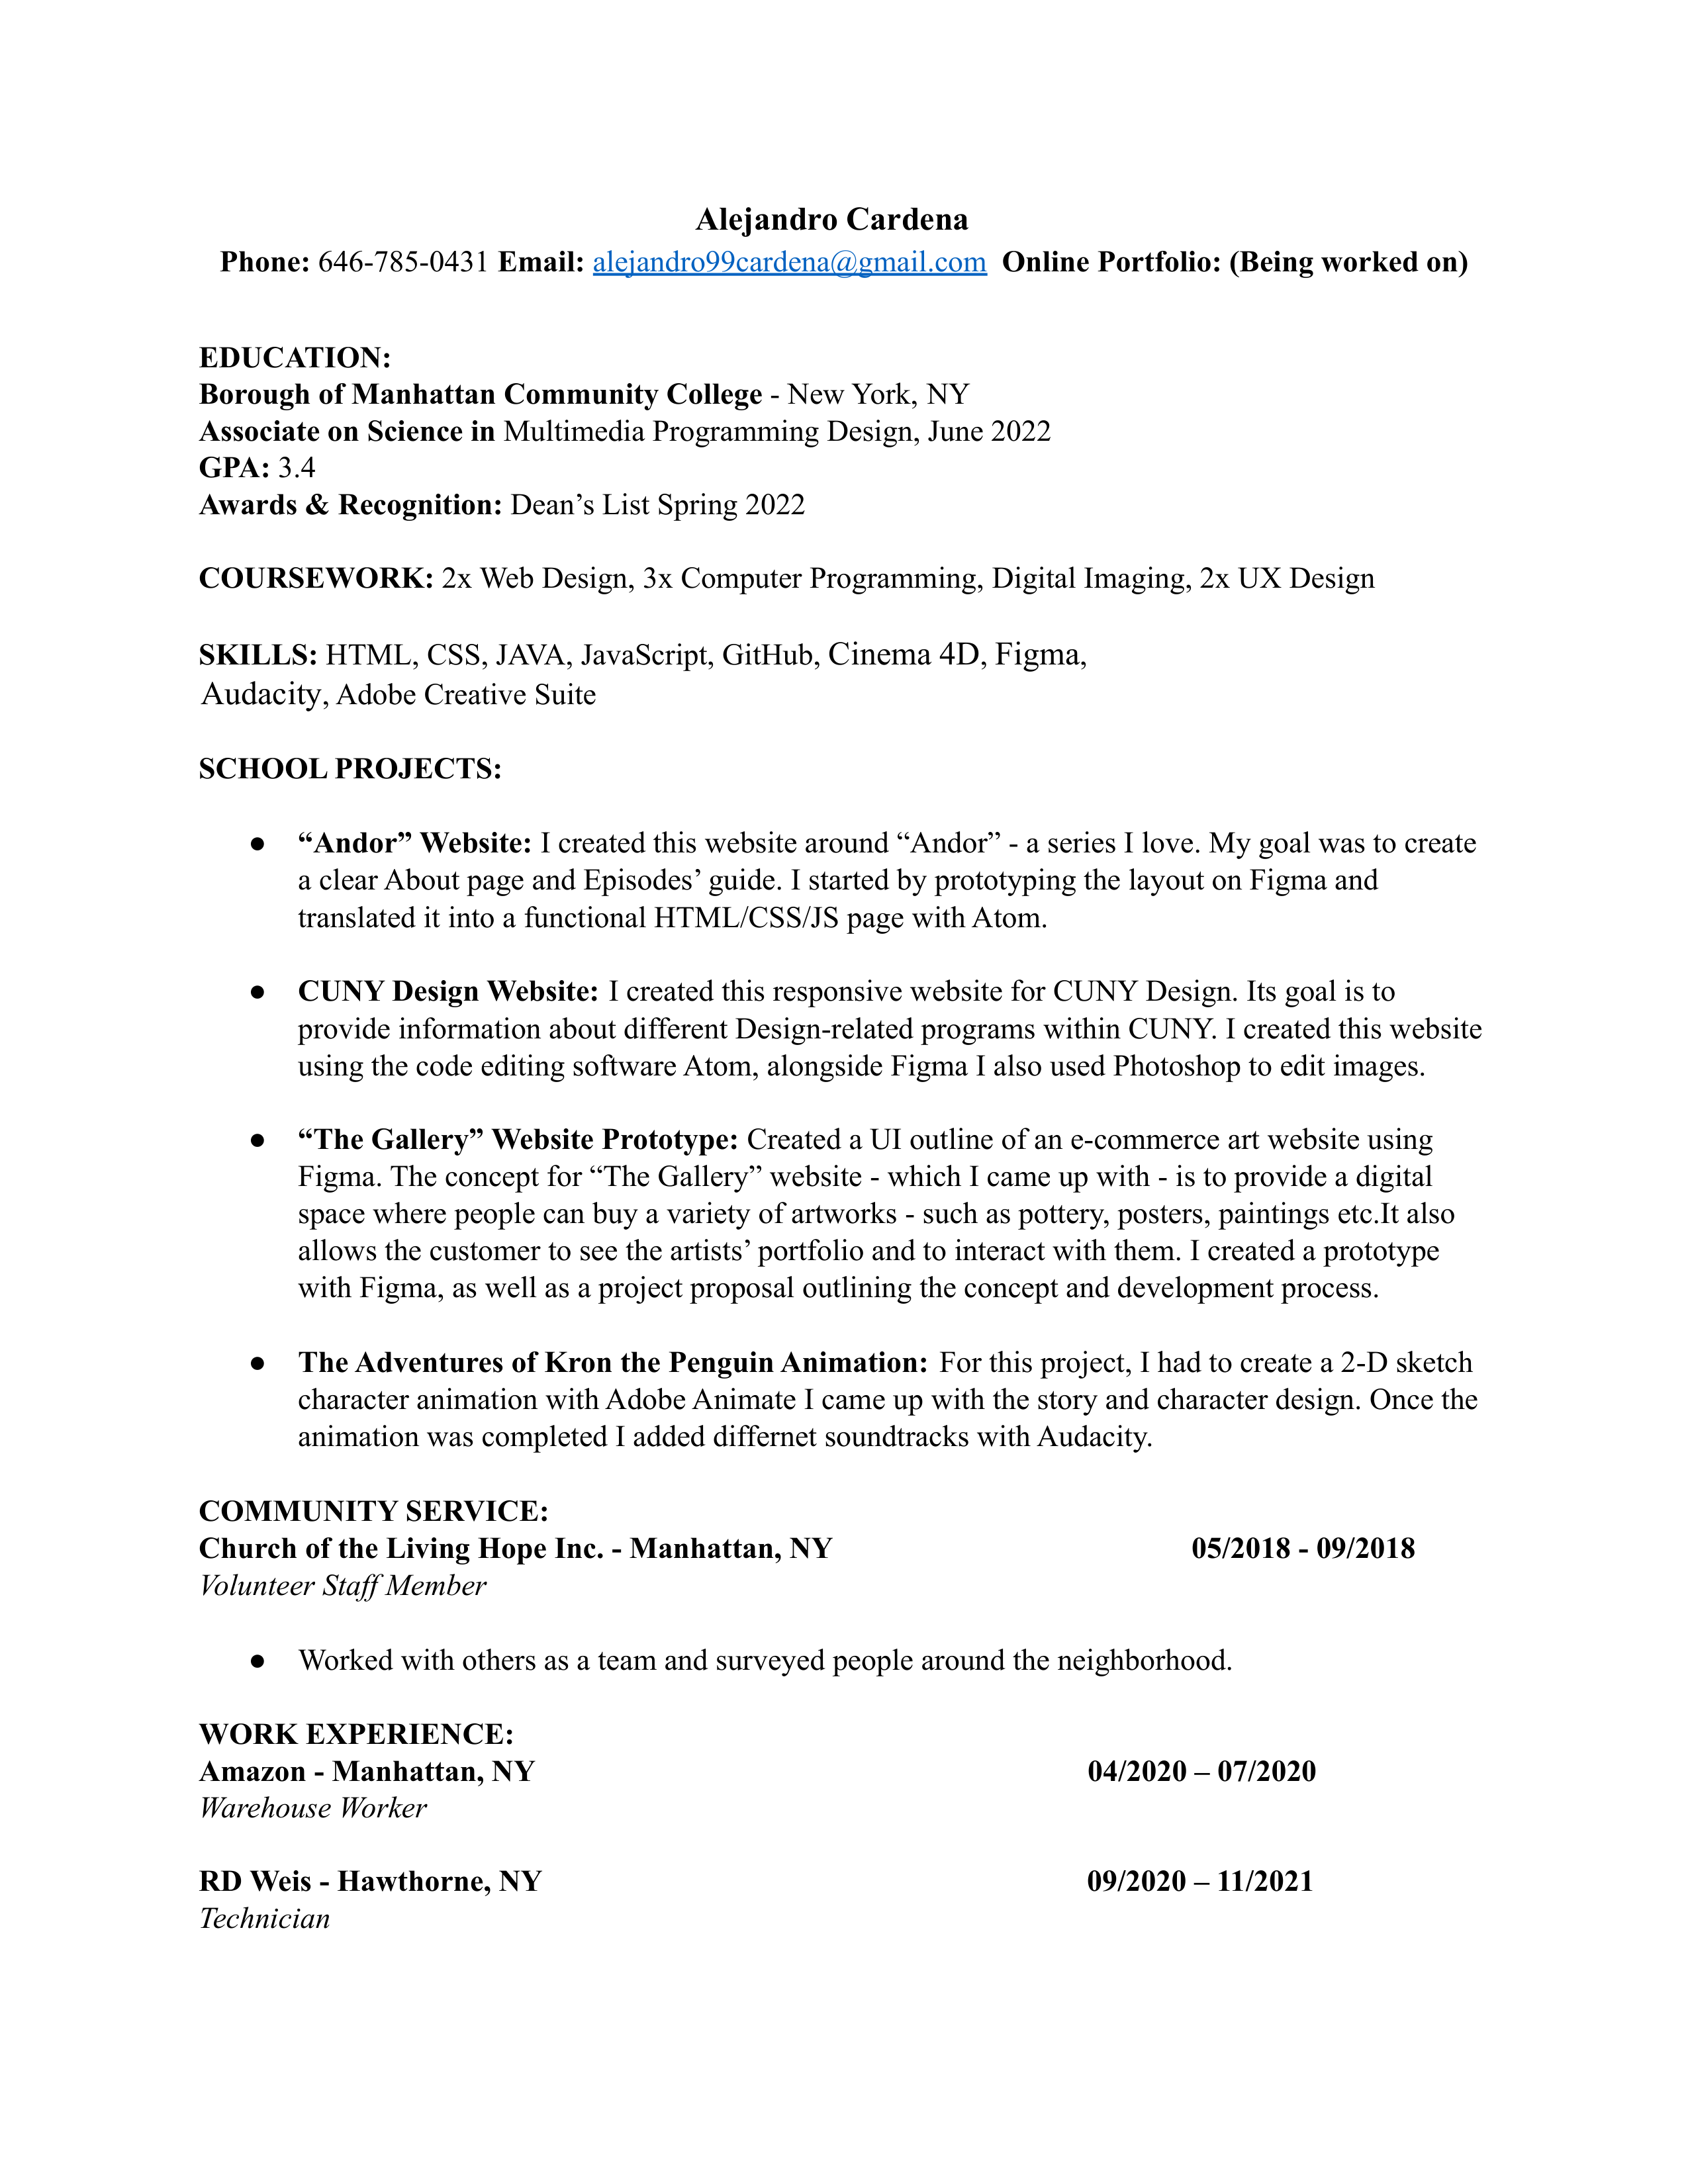 Alejandro Cardena
Phone: 646-785-0431 Email: alejandro99cardena@gmail.com Online Portfolio: (Being worked on)
EDUCATION:
Borough of Manhattan Community College - New York, NY
Associate on Science in Multimedia Programming Design, June 2022
GPA: 3.4
Awards & Recognition: Dean’s List Spring 2022
COURSEWORK: 2x Web Design, 3x Computer Programming, Digital Imaging, 2x UX Design
SKILLS: HTML, CSS, JAVA, JavaScript, GitHub, Cinema 4D, Figma,
Audacity, Adobe Creative Suite
SCHOOL PROJECTS:
● “Andor” Website: I created this website around “Andor” - a series I love. My goal was to create
a clear About page and Episodes’ guide. I started by prototyping the layout on Figma and
translated it into a functional HTML/CSS/JS page with Atom.
● CUNY Design Website: I created this responsive website for CUNY Design. Its goal is to
provide information about different Design-related programs within CUNY. I created this website
using the code editing software Atom, alongside Figma I also used Photoshop to edit images.
● “The Gallery” Website Prototype: Created a UI outline of an e-commerce art website using
Figma. The concept for “The Gallery” website - which I came up with - is to provide a digital
space where people can buy a variety of artworks - such as pottery, posters, paintings etc.It also
allows the customer to see the artists’ portfolio and to interact with them. I created a prototype
with Figma, as well as a project proposal outlining the concept and development process.
● The Adventures of Kron the Penguin Animation: For this project, I had to create a 2-D sketch
character animation with Adobe Animate I came up with the story and character design. Once the
animation was completed I added differnet soundtracks with Audacity.
COMMUNITY SERVICE:
Church of the Living Hope Inc. - Manhattan, NY 05/2018 - 09/2018
Volunteer Staff Member
● Worked with others as a team and surveyed people around the neighborhood.
WORK EXPERIENCE:
Amazon - Manhattan, NY 04/2020 – 07/2020
Warehouse Worker
RD Weis - Hawthorne, NY 09/2020 – 11/2021
Technician